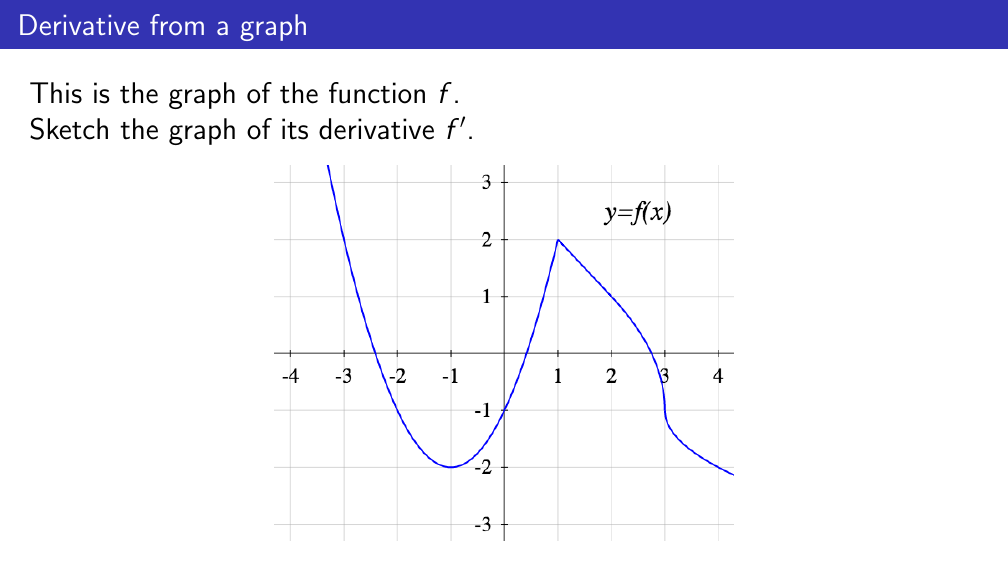 Derivative from a graph
This is the graph of the function f.
Sketch the graph of its derivative f′.
3
y=f(x)
2
1
-4 -3 -2 -1 1 2 3 4
-1
-2
-3